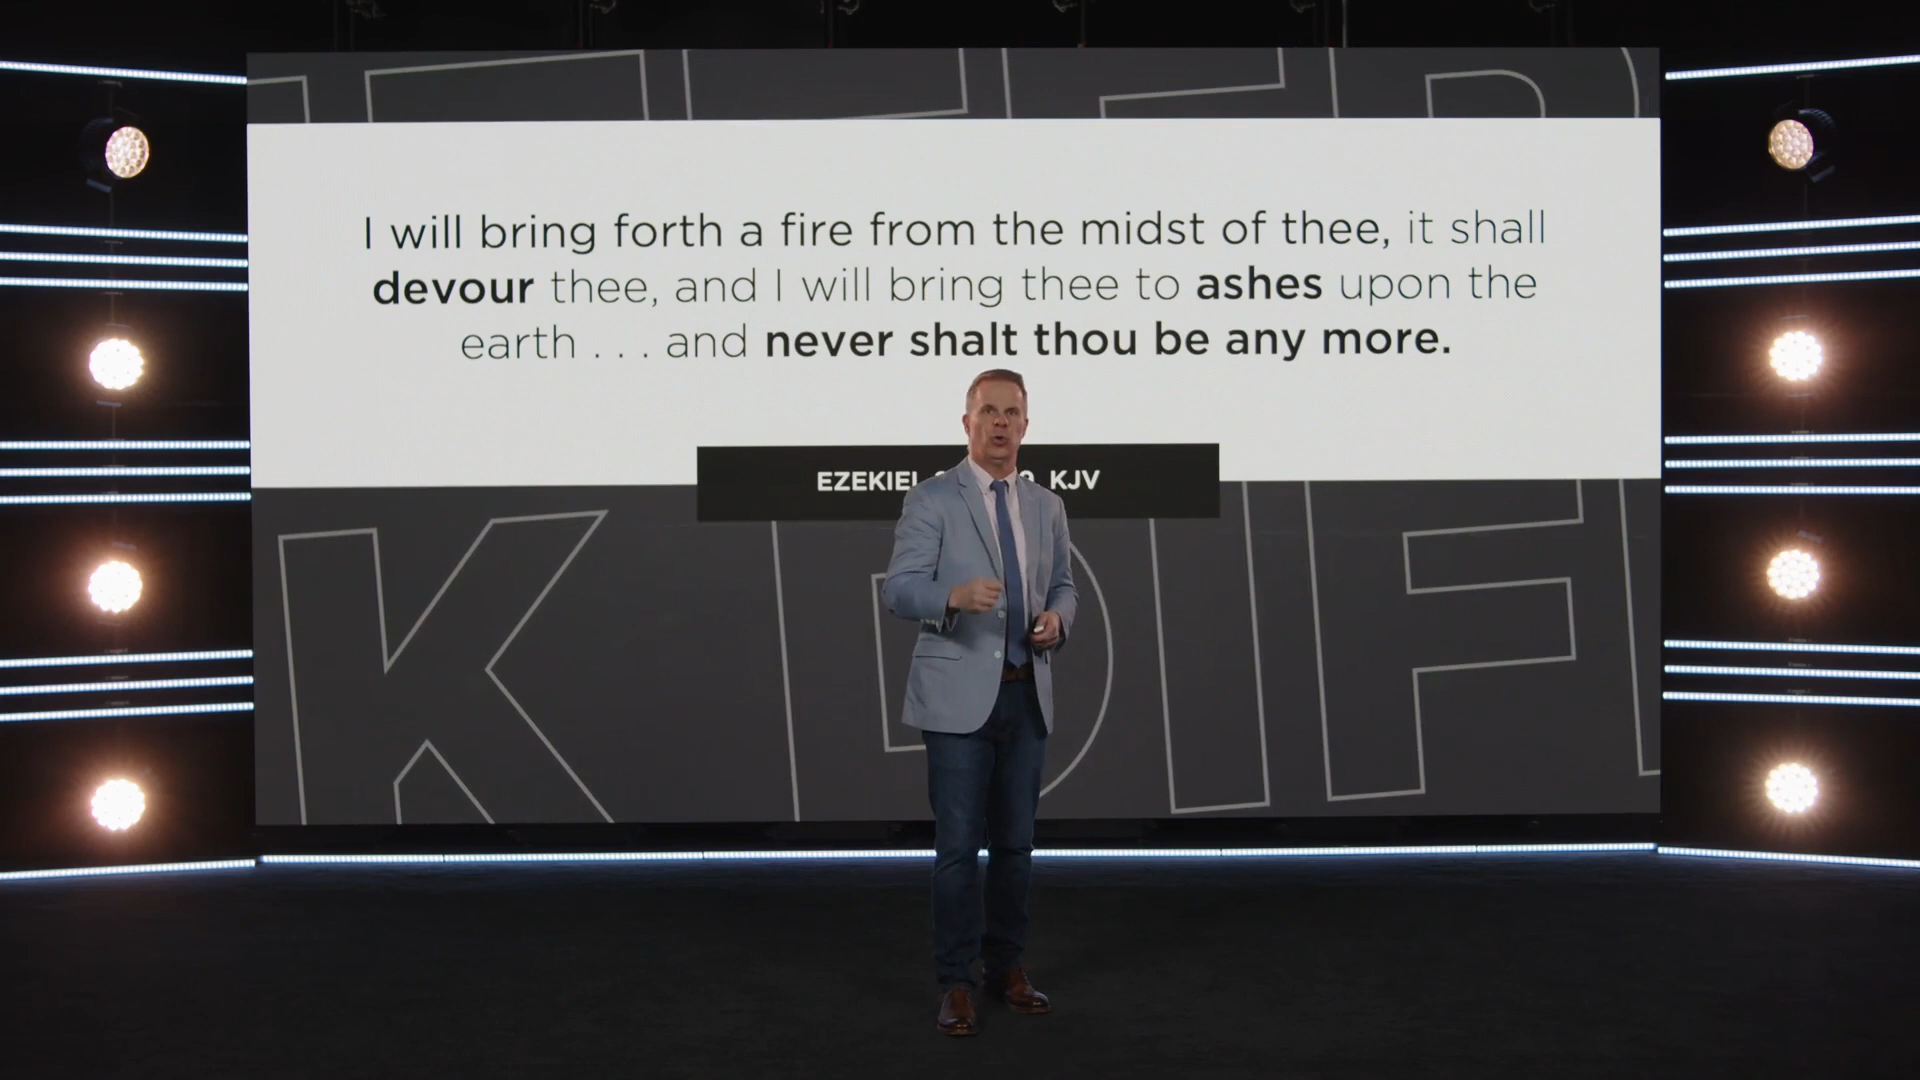 I will bring forth a fire from the midst of thee, it shall
devour thee, and I will bring thee to ashes upon the
earth . . . and never shalt thou be any more.
EZEKIEL KJV
K DIF